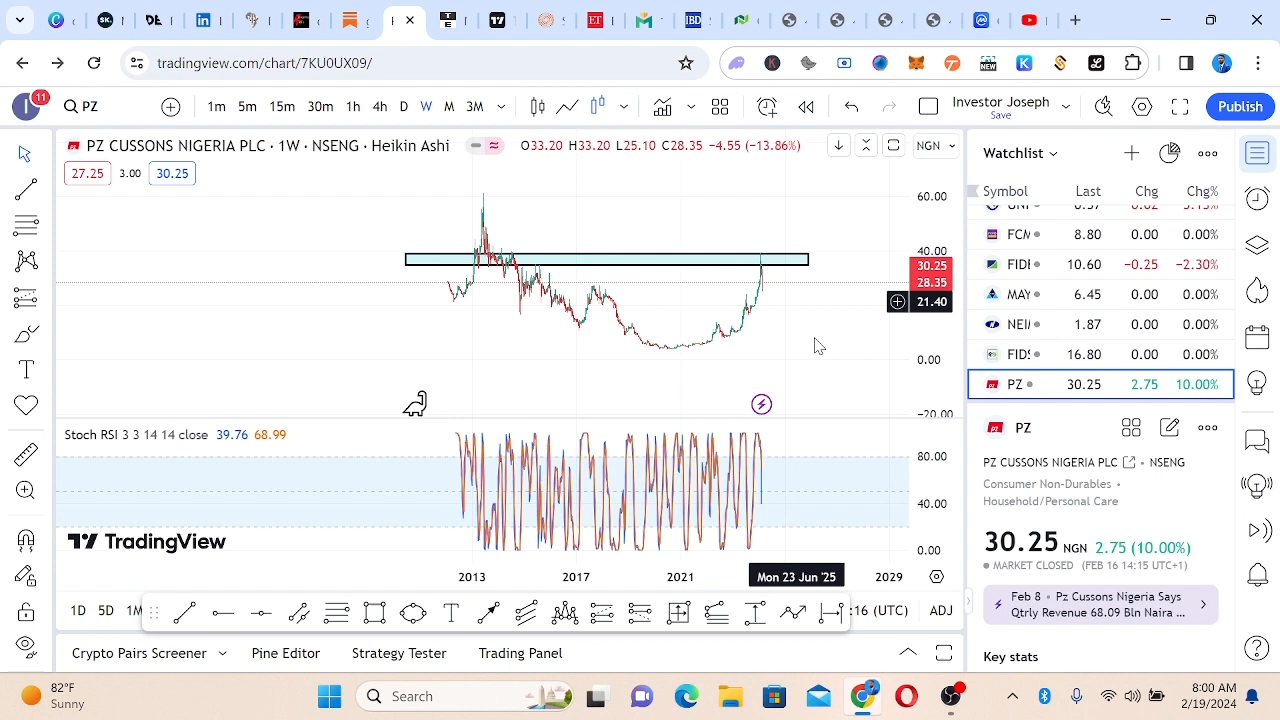 tradingview.com/chart/7KU0UX09/
11
PZ
1m 5m 15m 30m 1h 4h D W M 3M
Investor Joseph
Save
Publish
PZ CUSSONS NIGERIA PLC · 1W · NSENG · Heikin Ashi
O33.20 H33.20 L25.10 C28.35 −4.55 (−13.86%)
NGN
27.25 3.00 30.25
60.00
40.00
30.25
28.35
21.40
0.00
−20.00
Stoch RSI 3 3 14 14 close 39.76 68.99
80.00
40.00
0.00
TradingView
2013 2017 2021 Mon 23 Jun '25 2029
1D 5D 1M
:16 (UTC) ADJ
Crypto Pairs Screener Pine Editor Strategy Tester Trading Panel
Watchlist
Symbol Last Chg Chg%
FCM 8.80 0.00 0.00%
FIDI 10.60 −0.25 −2.30%
MAY 6.45 0.00 0.00%
NEI 1.87 0.00 0.00%
FIDS 16.80 0.00 0.00%
PZ 30.25 2.75 10.00%
PZ
PZ CUSSONS NIGERIA PLC · NSENG
Consumer Non-Durables •
Household/Personal Care
30.25 NGN 2.75 (10.00%)
MARKET CLOSED (FEB 16 14:15 UTC+1)
Feb 8 • Pz Cussons Nigeria Says
Qtrly Revenue 68.09 Bln Naira ...
Key stats
82°F
Sunny
Search
8:00 AM
2/19/2024